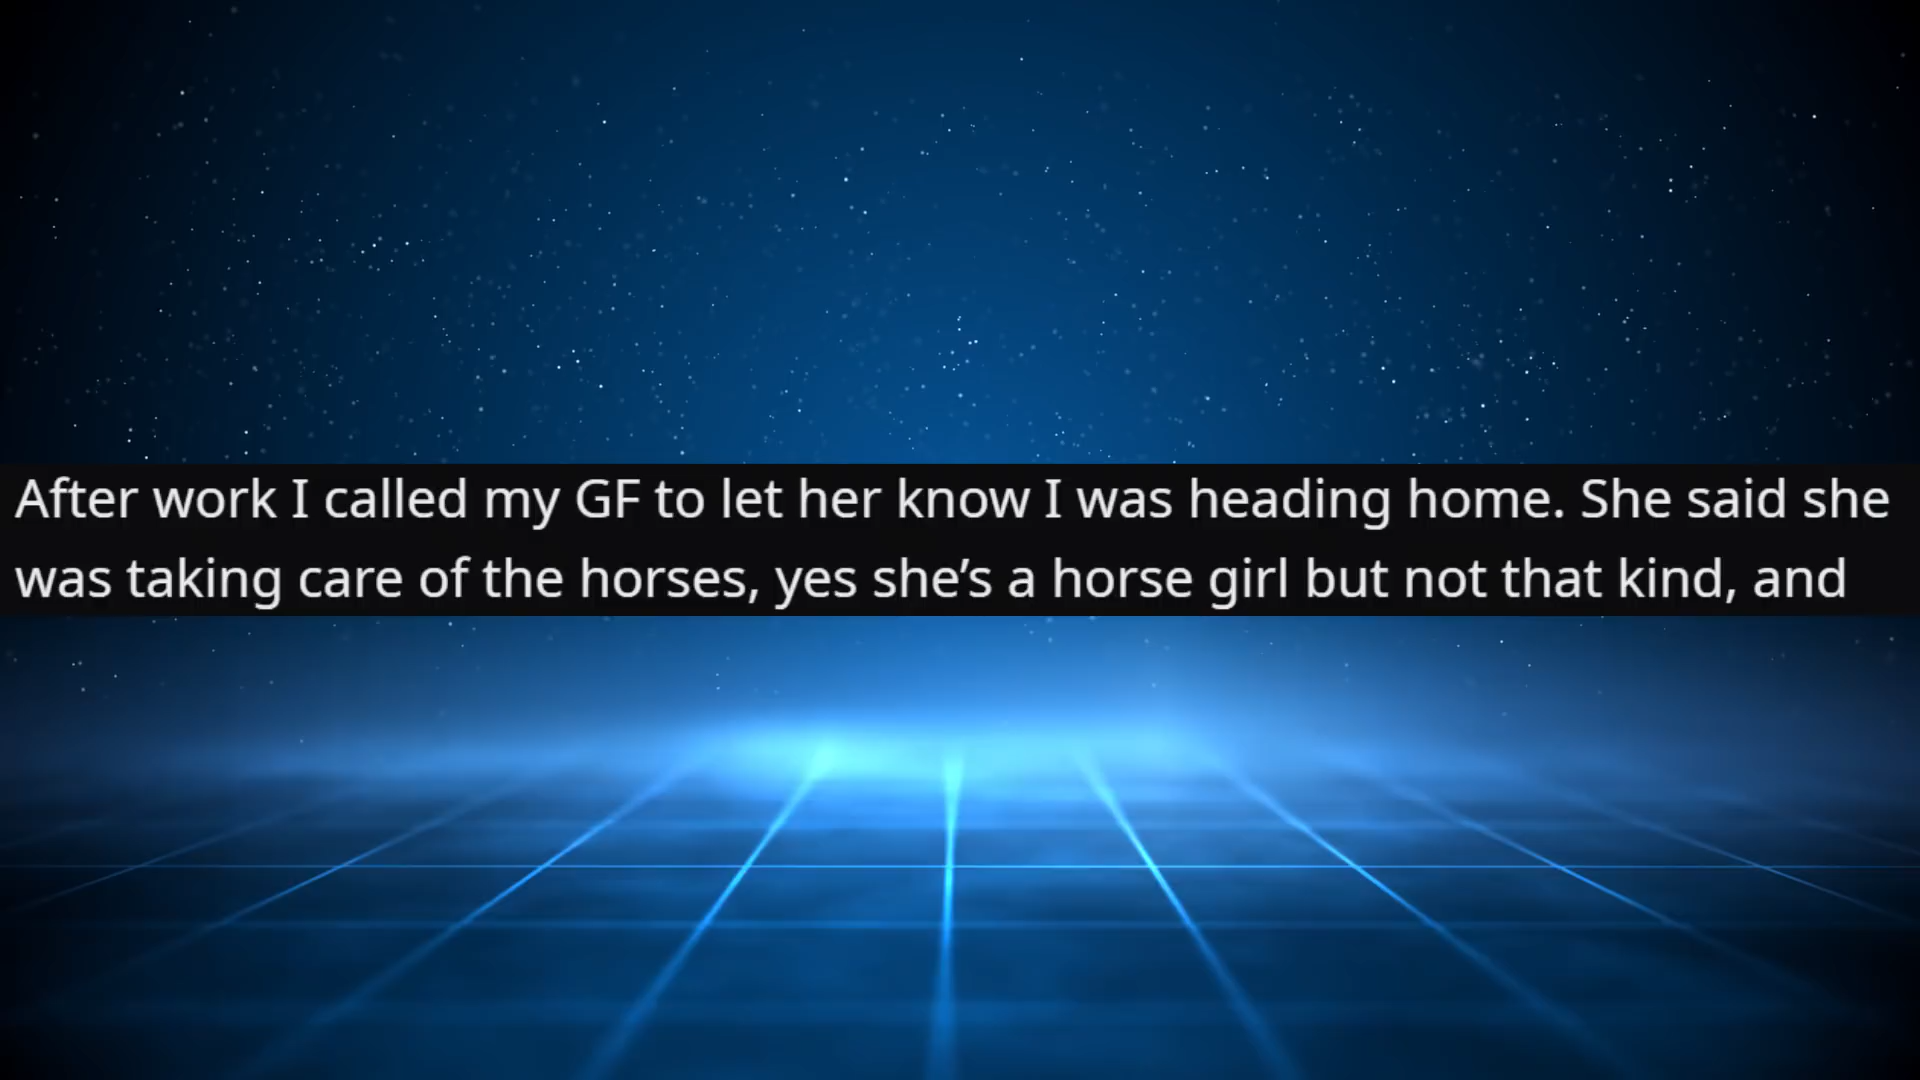 After work I called my GF to let her know I was heading home. She said she
was taking care of the horses, yes she’s a horse girl but not that kind, and